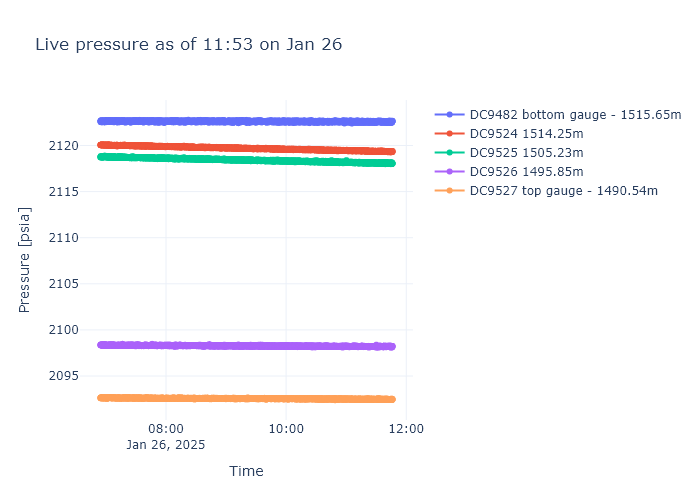 Live pressure as of 11:53 on Jan 26
DC9482 bottom gauge - 1515.65m
DC9524 1514.25m
DC9525 1505.23m
DC9526 1495.85m
DC9527 top gauge - 1490.54m
Pressure [psia]
2120
2115
2110
2105
2100
2095
08:00 10:00 12:00
Jan 26, 2025
Time